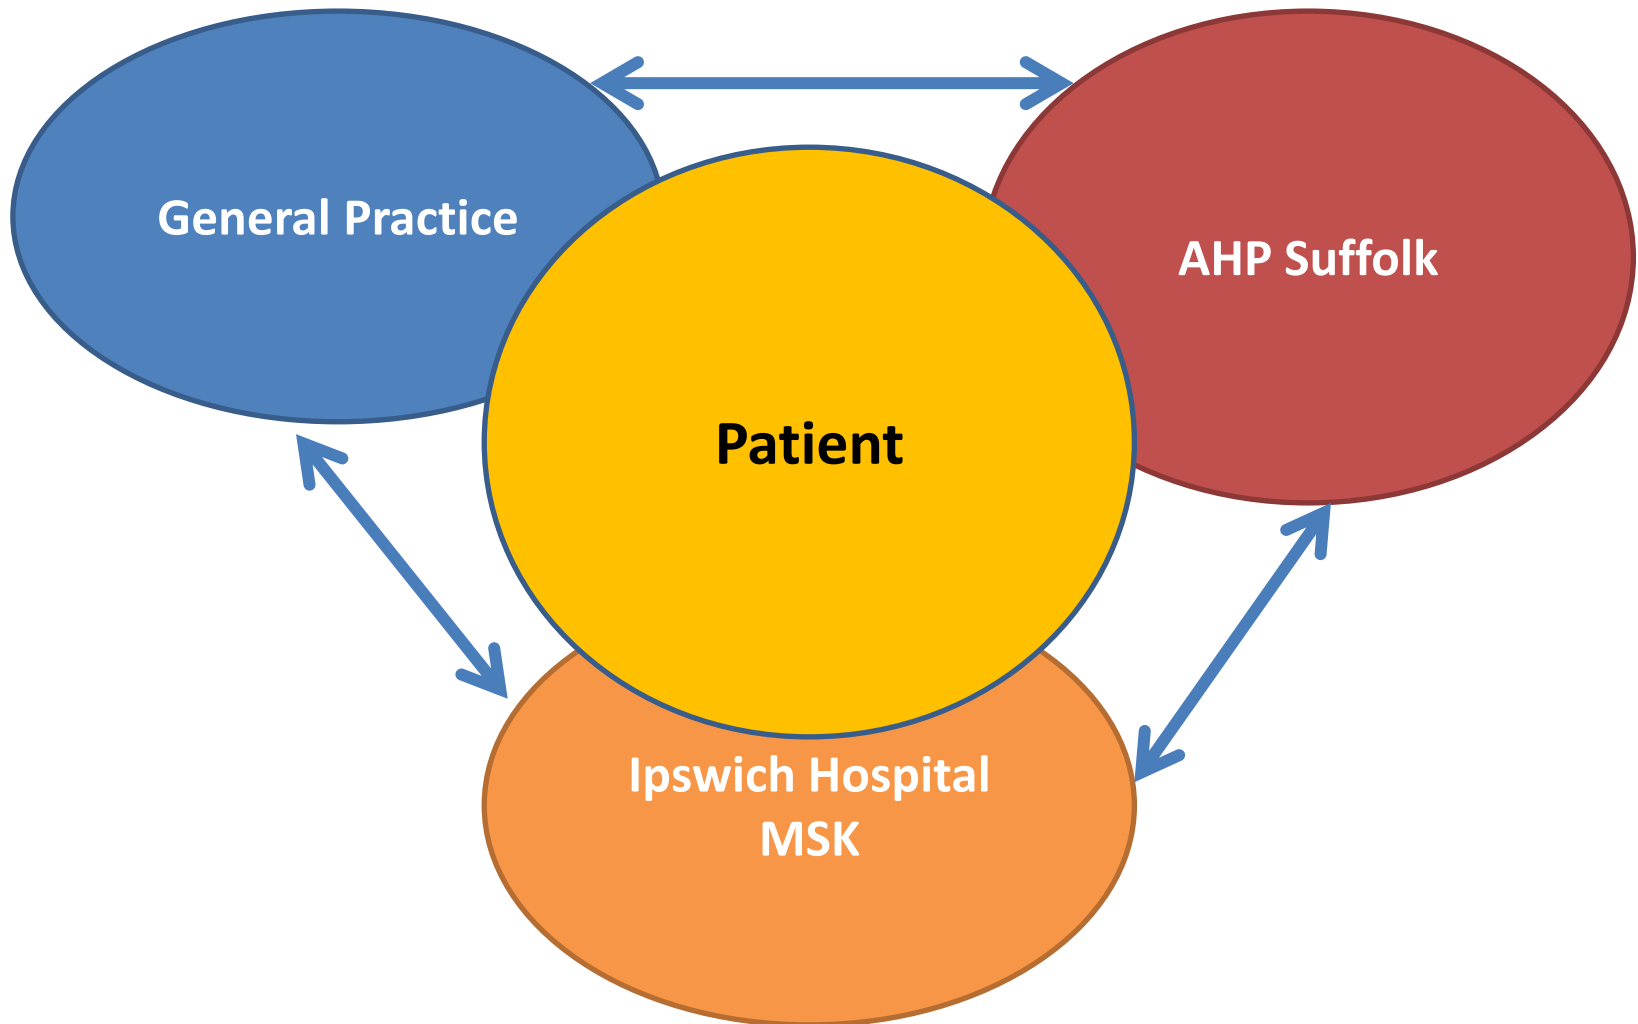 General Practice
AHP Suffolk
Patient
Ipswich Hospital
MSK